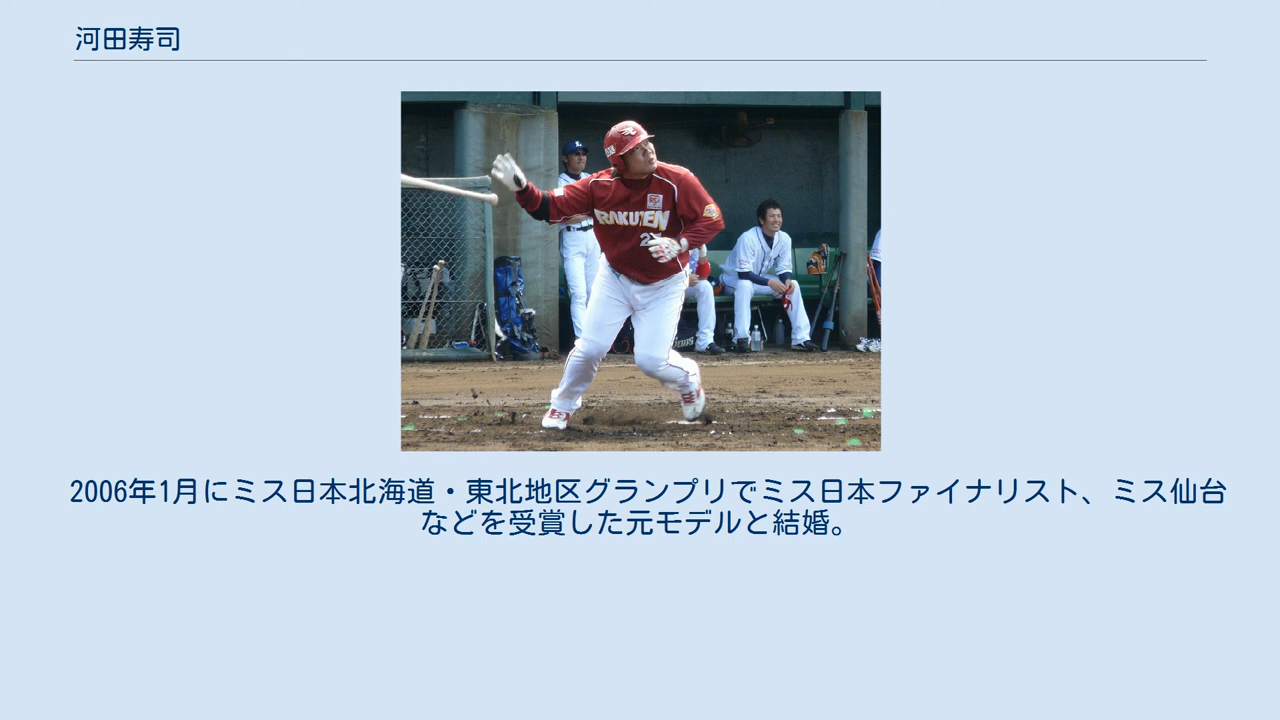 河田寿司
RAKUTEN
2006年1月にミス日本北海道・東北地区グランプリでミス日本ファイナリスト、ミス仙台
などを受賞した元モデルと結婚。